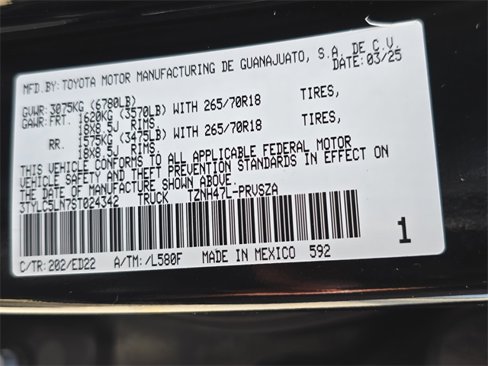 MFD.BY: TOYOTA MOTOR MANUFACTURING DE GUANAJUATO, S.A. DE C.V.
DATE: 03/25
GVWR: 3075KG (6780LB)
GAWR: FRT. 1620KG (3570LB) WITH 265/70R18 TIRES,
18X8.5J RIMS,
RR. 1575KG (3475LB) WITH 265/70R18 TIRES,
18X8.5J RIMS.
THIS VEHICLE CONFORMS TO ALL APPLICABLE FEDERAL MOTOR
VEHICLE SAFETY AND THEFT PREVENTION STANDARDS IN EFFECT ON
THE DATE OF MANUFACTURE SHOWN ABOVE.
3TYLC5LN7ST024342 TRUCK TZNH47L-PRVSZA
C/TR: 202/ED22 A/TM: /L580F MADE IN MEXICO 592
1